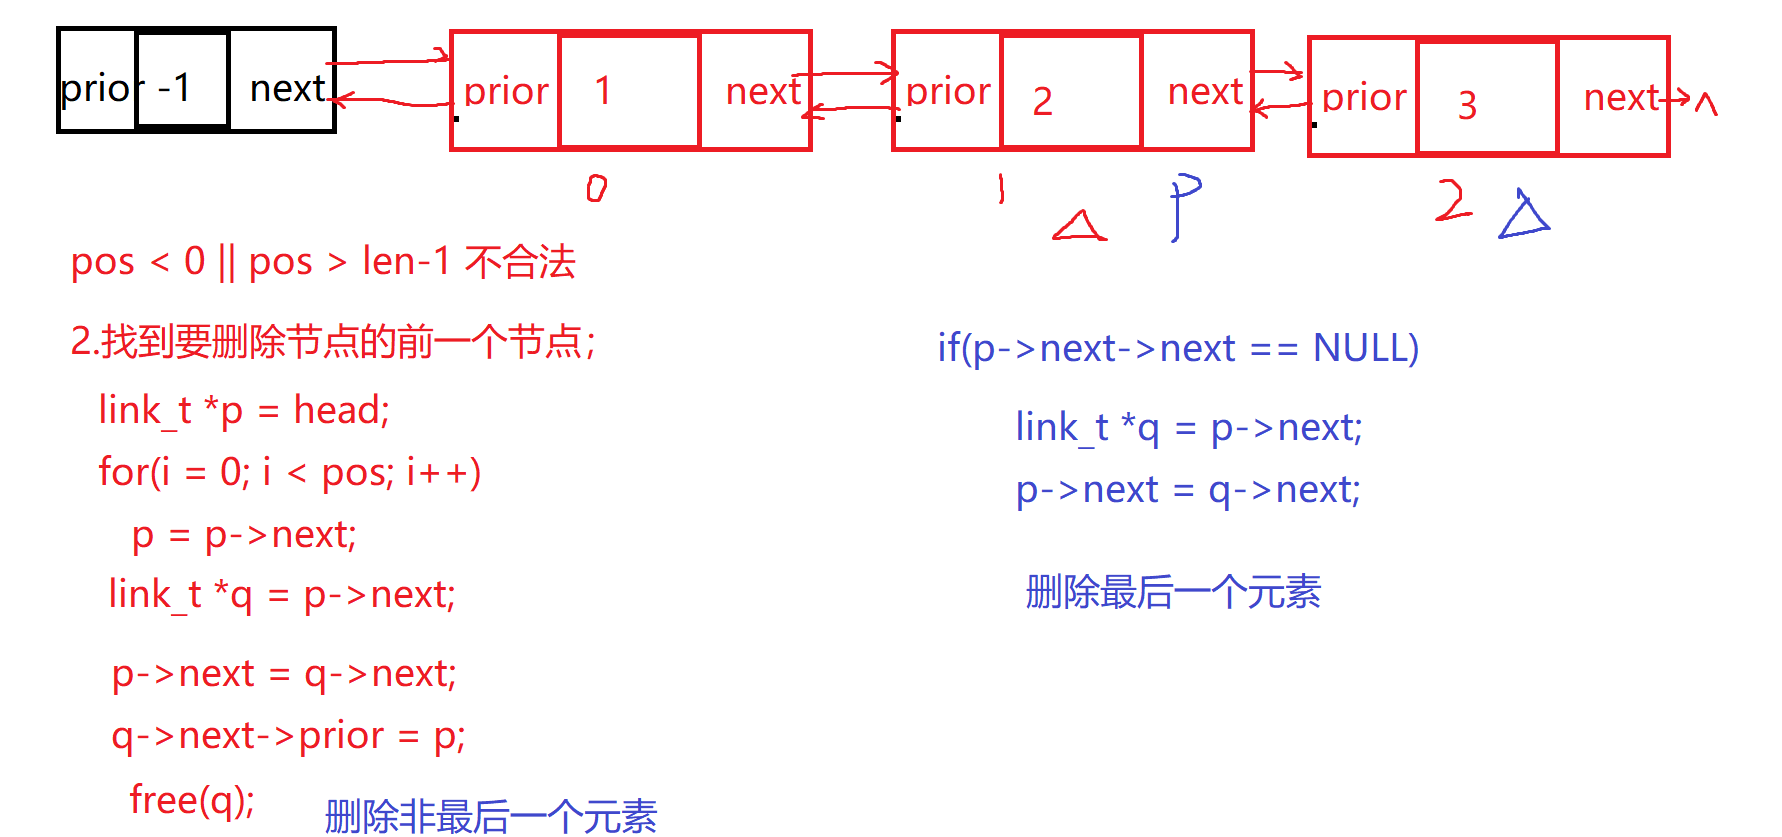 prior -1 next
prior 1 next
prior 2 next
prior 3 next ^
0
1
P
2
pos < 0 || pos > len-1 不合法
2.找到要删除节点的前一个节点;
link_t *p = head;
for(i = 0; i < pos; i++)
p = p->next;
link_t *q = p->next;
p->next = q->next;
q->next->prior = p;
free(q);
删除非最后一个元素
if(p->next->next == NULL)
link_t *q = p->next;
p->next = q->next;
删除最后一个元素